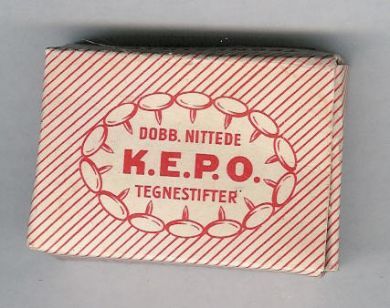 DOBB. NITTEDE
K.E.P.O.
TEGNESTIFTER